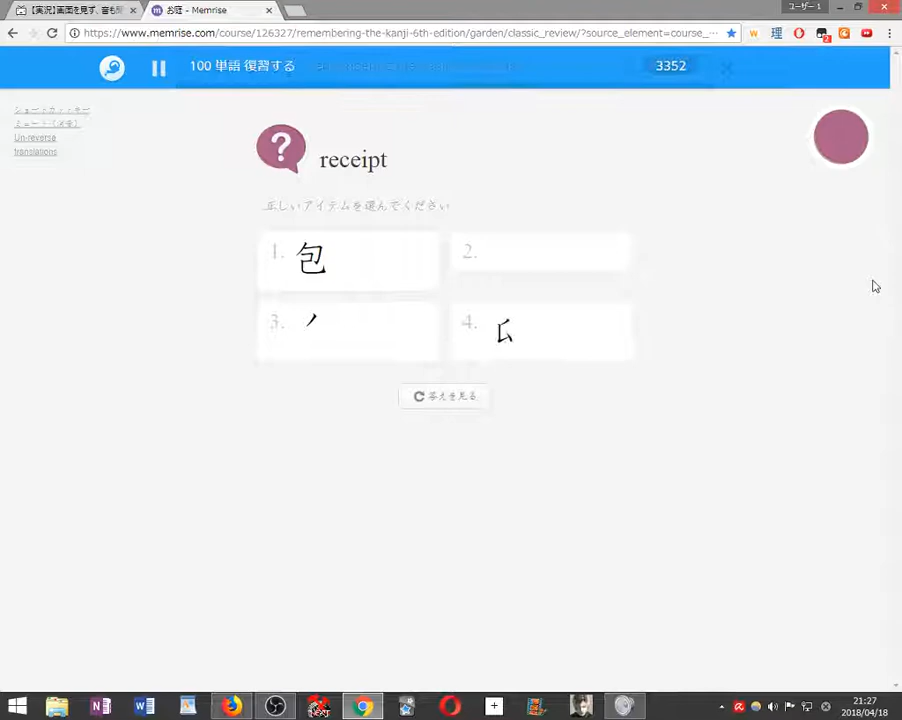 【実況】画面を見ず、音も
お庭 - Memrise
ユーザー 1
https://www.memrise.com/course/126327/remembering-the-kanji-6th-edition/garden/classic_review/?source_element=course_...
100 単語 復習する
3352
Un-reverse
translations
?
receipt
正しいアイテムを選んでください
1. 包
2.
3. ノ
4.
答えを見る
21:27
2018/04/18